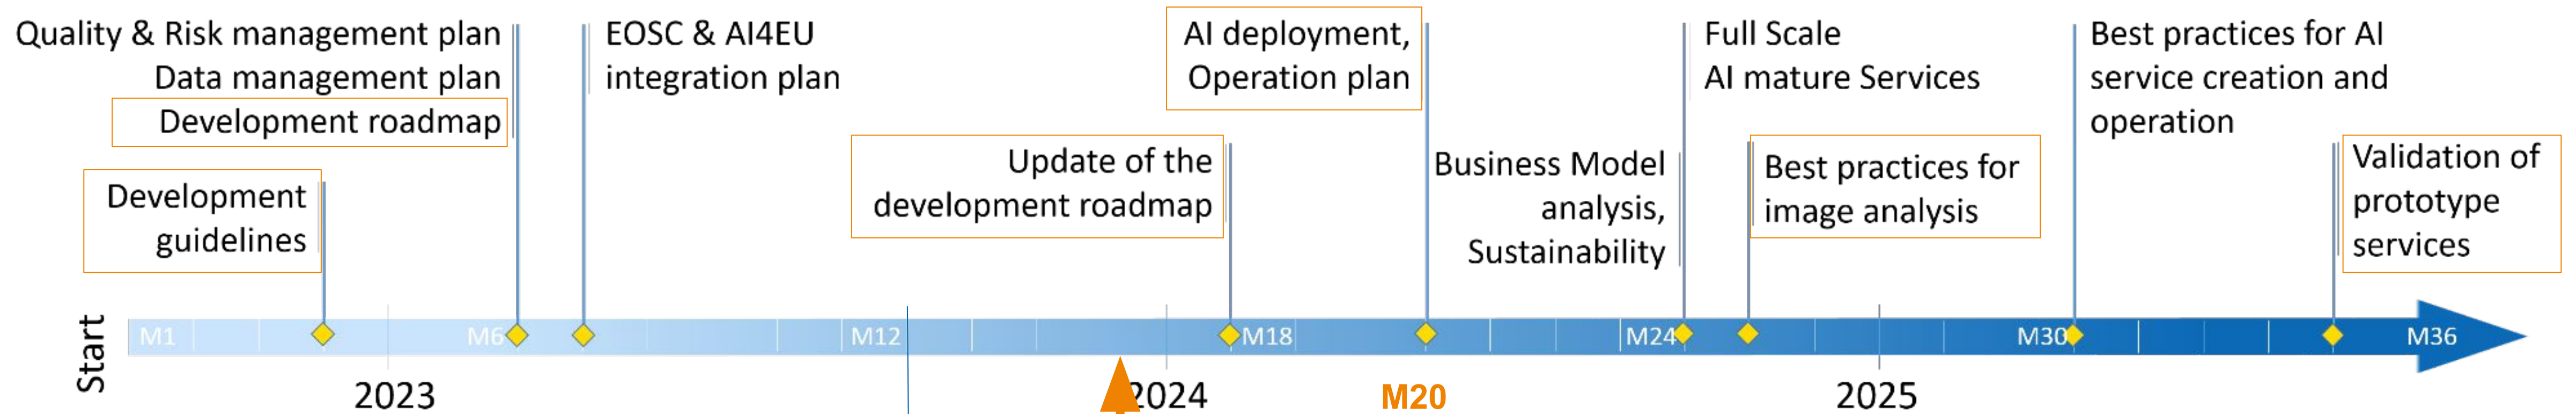 Quality & Risk management plan
Data management plan
Development roadmap
EOSC & AI4EU
integration plan
AI deployment,
Operation plan
Full Scale
AI mature Services
Best practices for AI
service creation and
operation
Development
guidelines
Update of the
development roadmap
Business Model
analysis,
Sustainability
Best practices for
image analysis
Validation of
prototype
services
Start
M1
M6
M12
M18
M24
M30
M36
2023
2024
M20
2025